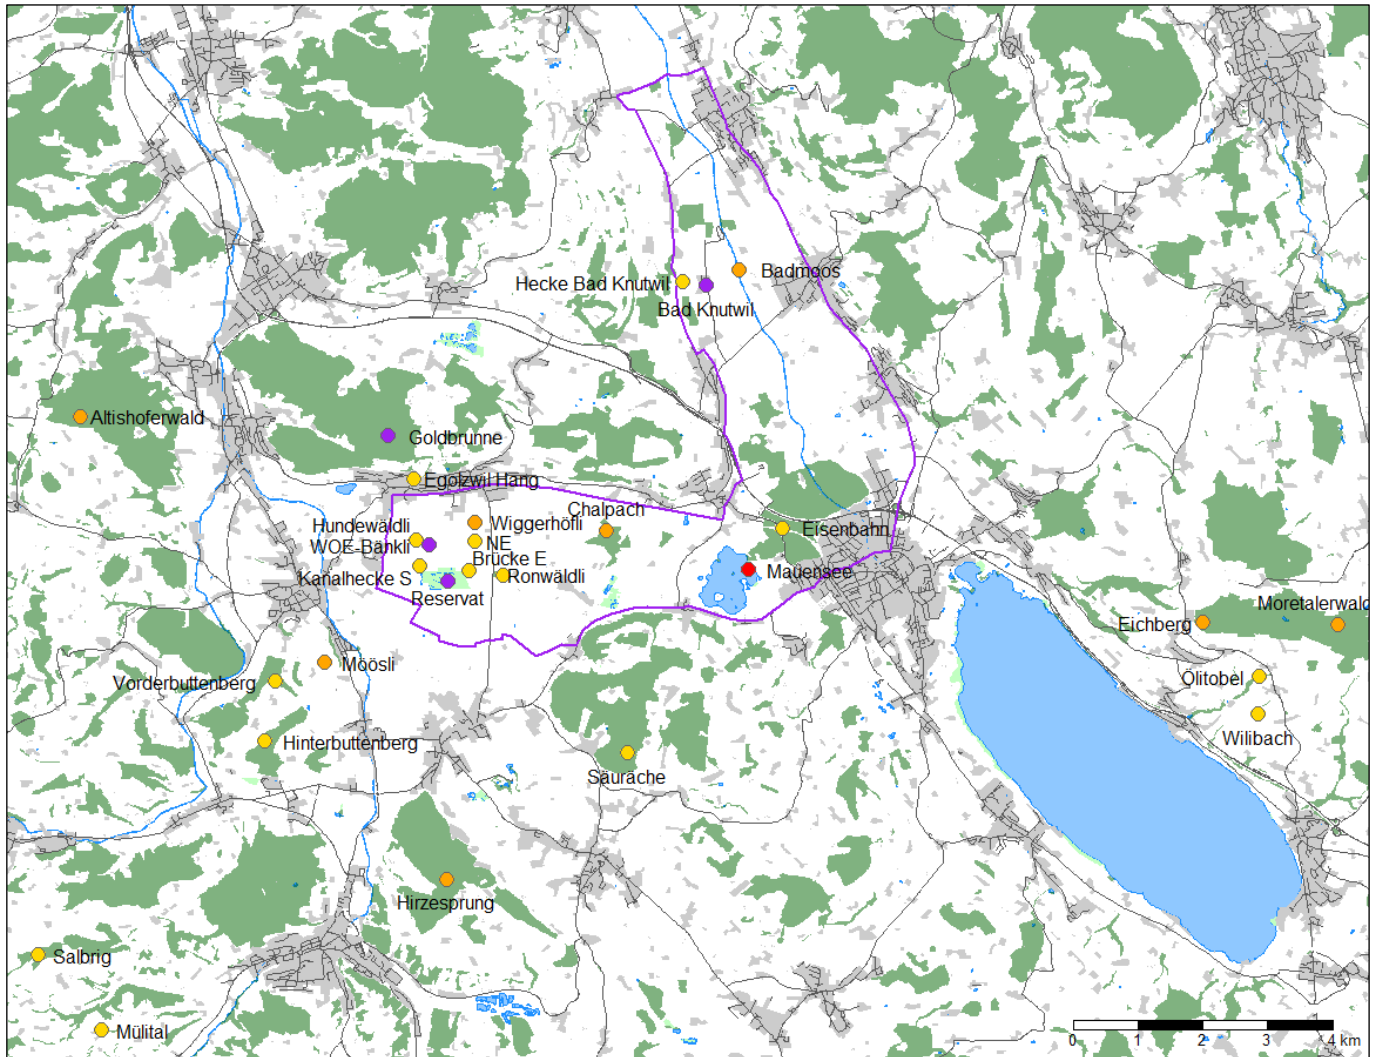 Badmoos
Hecke Bad Knutwil
Bad Knutwil
Altishoferwald
Goldbrunne
Egolzwil Hang
Chalpach
Wiggerhöfli
Hundewäldli
Eisenbahn
NE
WOE-Bänkli
Brücke E
Mauensee
Ronwäldli
Kanalhecke S
Reservat
Moretalerwald
Eichberg
Möösli
Olitobel
Vorderbuttenberg
Wilibach
Hinterbuttenberg
Säurache
Hirzesprung
Salbrig
Mülital
0 1 2 3 4 km